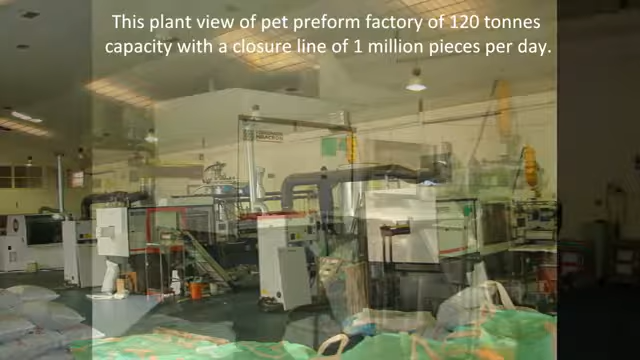 This plant view of pet preform factory of 120 tonnes
capacity with a closure line of 1 million pieces per day.